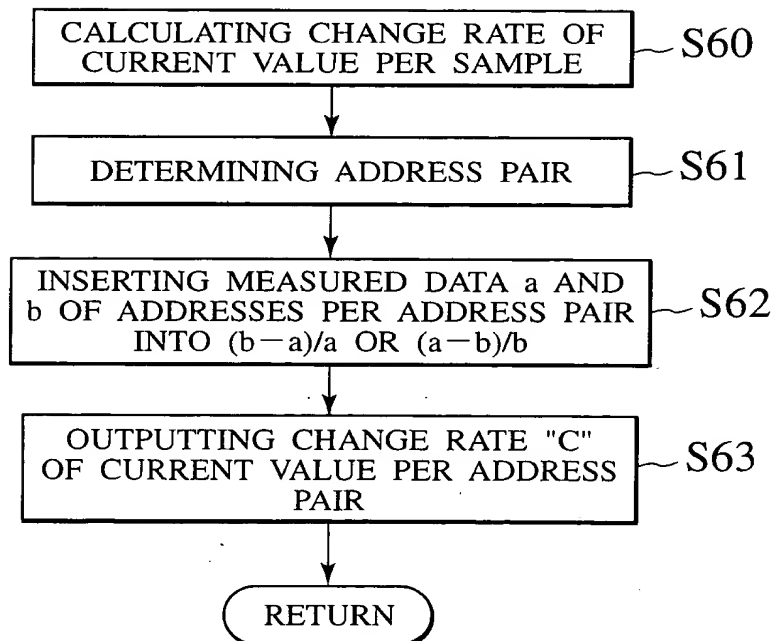 CALCULATING CHANGE RATE OF
CURRENT VALUE PER SAMPLE
S60
DETERMINING ADDRESS PAIR
S61
INSERTING MEASURED DATA a AND
b OF ADDRESSES PER ADDRESS PAIR
INTO (b−a)/a OR (a−b)/b
S62
OUTPUTTING CHANGE RATE "C"
OF CURRENT VALUE PER ADDRESS
PAIR
S63
RETURN